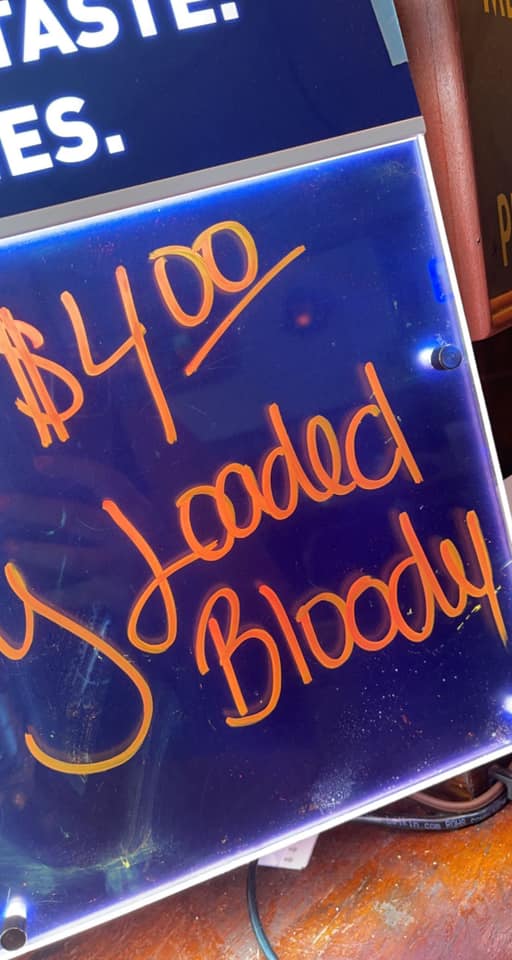 TASTE.
ES.
$4.00
y Loaded
Bloody